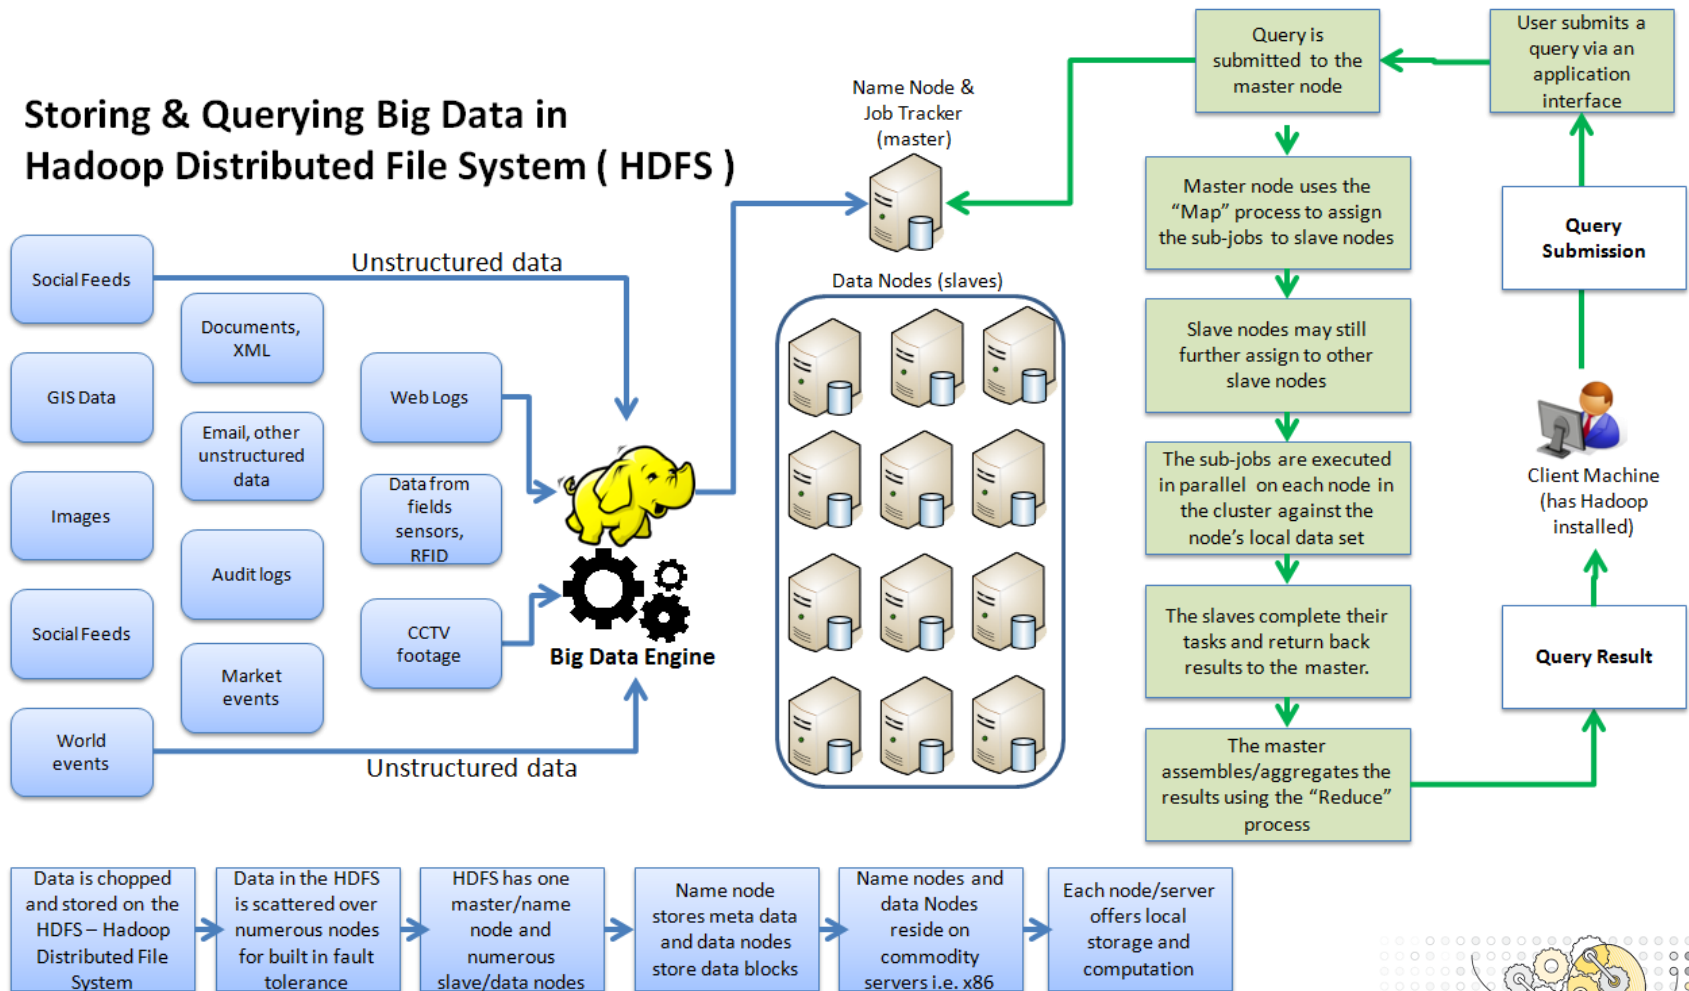 Storing & Querying Big Data in
Hadoop Distributed File System ( HDFS )
Social Feeds
GIS Data
Images
Social Feeds
World
events
Documents,
XML
Email, other
unstructured
data
Audit logs
Market
events
Web Logs
Data from
fields
sensors,
RFID
CCTV
footage
Unstructured data
Unstructured data
Big Data Engine
Name Node &
Job Tracker
(master)
Data Nodes (slaves)
Query is
submitted to the
master node
Master node uses the
“Map” process to assign
the sub-jobs to slave nodes
Slave nodes may still
further assign to other
slave nodes
The sub-jobs are executed
in parallel on each node in
the cluster against the
node’s local data set
The slaves complete their
tasks and return back
results to the master.
The master
assembles/aggregates the
results using the “Reduce”
process
User submits a
query via an
application
interface
Query
Submission
Client Machine
(has Hadoop
installed)
Query Result
Data is chopped
and stored on the
HDFS – Hadoop
Distributed File
System
Data in the HDFS
is scattered over
numerous nodes
for built in fault
tolerance
HDFS has one
master/name
node and
numerous
slave/data nodes
Name node
stores meta data
and data nodes
store data blocks
Name nodes and
data Nodes
reside on
commodity
servers i.e. x86
Each node/server
offers local
storage and
computation